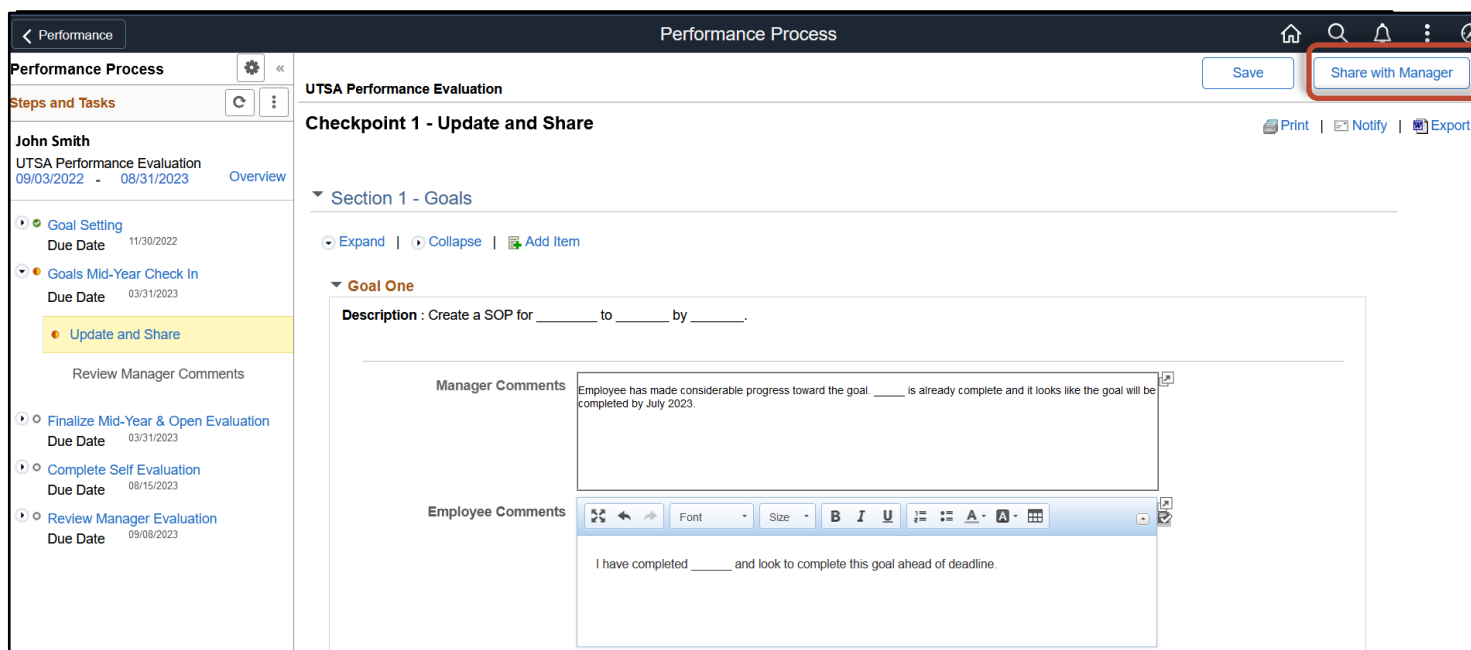 Performance
Performance Process
Performance Process
Steps and Tasks
John Smith
UTSA Performance Evaluation
09/03/2022 - 08/31/2023 Overview
Goal Setting
Due Date 11/30/2022
Goals Mid-Year Check In
Due Date 03/31/2023
Update and Share
Review Manager Comments
Finalize Mid-Year & Open Evaluation
Due Date 03/31/2023
Complete Self Evaluation
Due Date 08/15/2023
Review Manager Evaluation
Due Date 09/08/2023
Save Share with Manager
UTSA Performance Evaluation
Checkpoint 1 - Update and Share
Print | Notify | Export
Section 1 - Goals
Expand | Collapse | Add Item
Goal One
Description : Create a SOP for ________ to _______ by _______.
Manager Comments
Employee has made considerable progress toward the goal. _____ is already complete and it looks like the goal will be
completed by July 2023.
Employee Comments
Font Size B I U A A
I have completed ______ and look to complete this goal ahead of deadline.